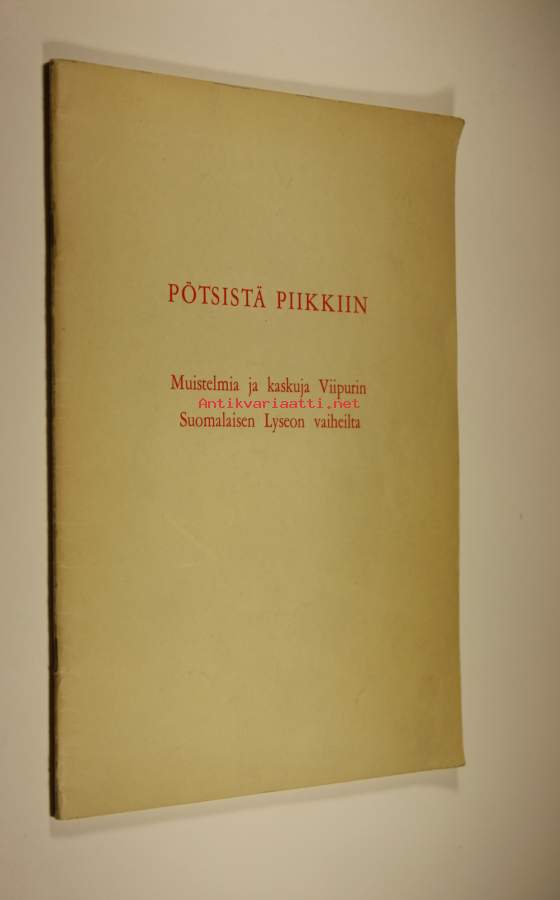 PÖTSISTÄ PIIKKIIN
Muistelmia ja kaskuja Viipurin
Antikvariaatti.net
Suomalaisen Lyseon vaiheilta